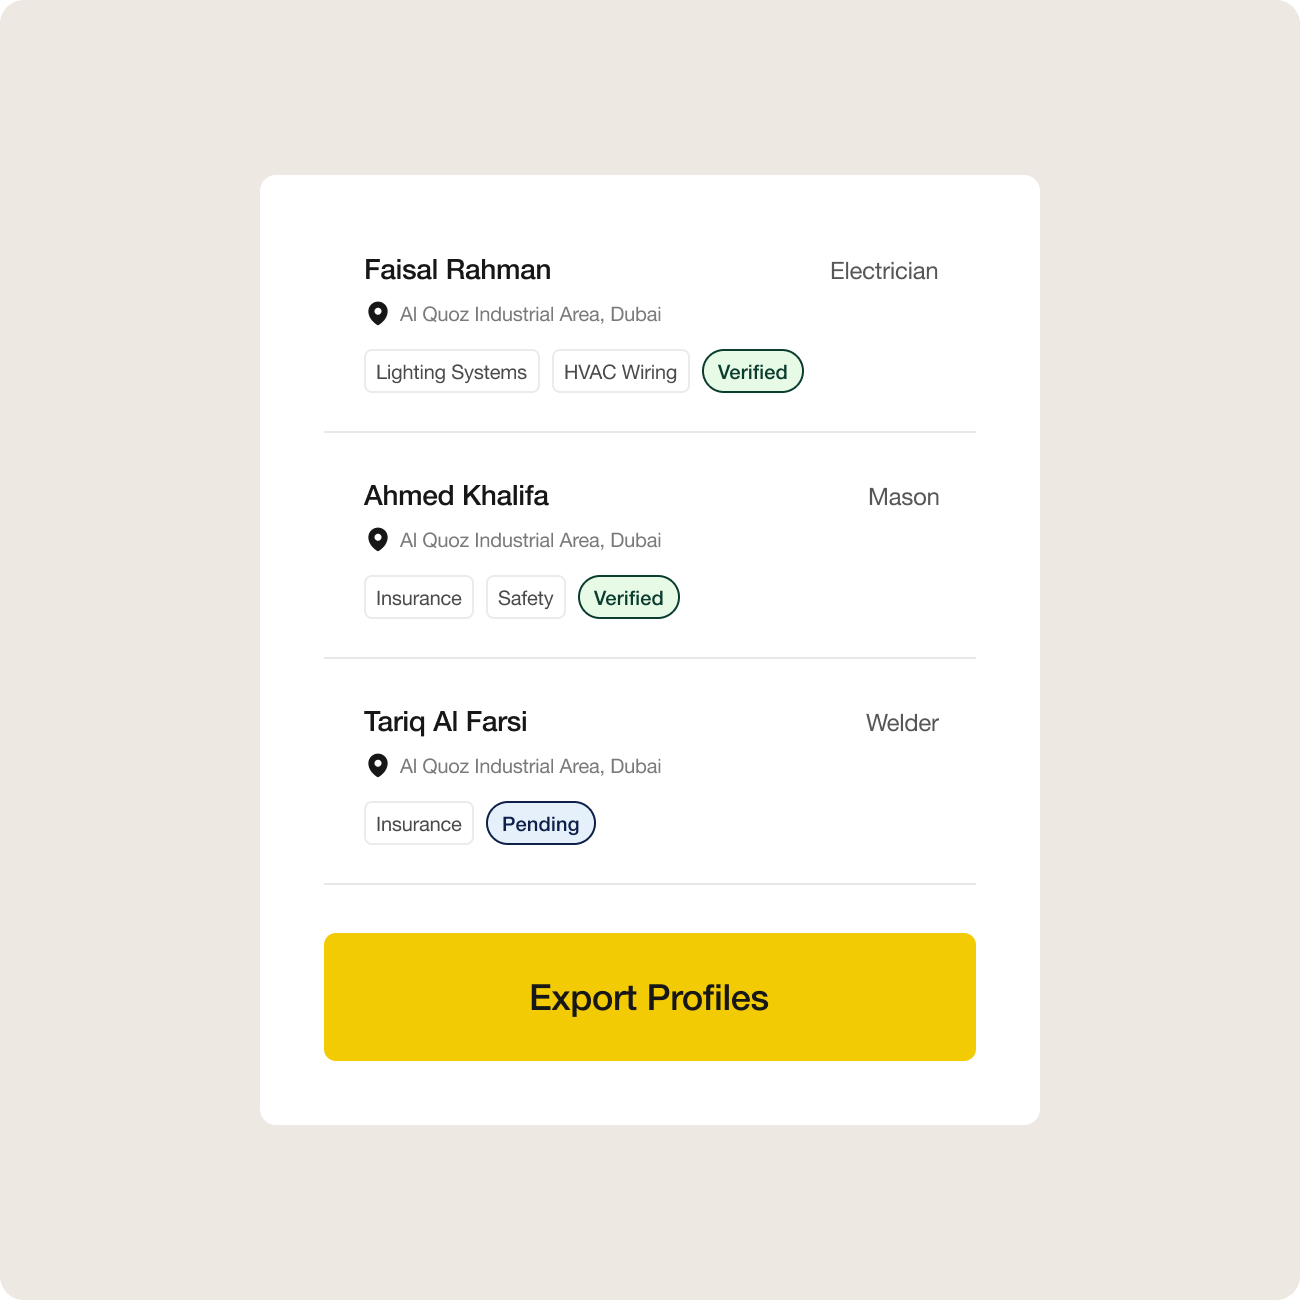 Faisal Rahman Electrician
Al Quoz Industrial Area, Dubai
Lighting Systems HVAC Wiring Verified
Ahmed Khalifa Mason
Al Quoz Industrial Area, Dubai
Insurance Safety Verified
Tariq Al Farsi Welder
Al Quoz Industrial Area, Dubai
Insurance Pending
Export Profiles